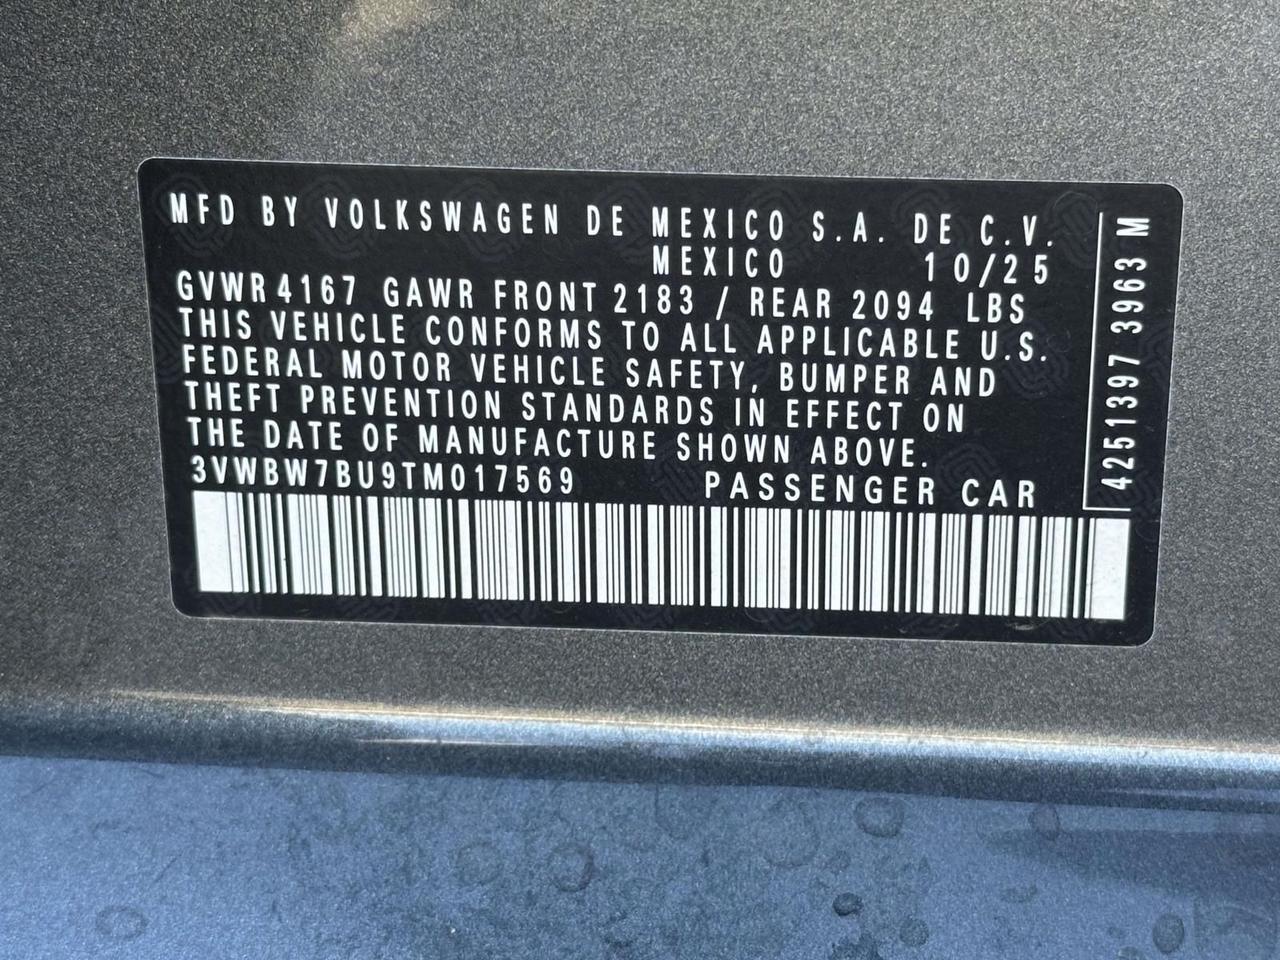 MFD BY VOLKSWAGEN DE MEXICO S.A. DE C.V.
MEXICO 10/25
GVWR 4167 GAWR FRONT 2183 / REAR 2094 LBS
THIS VEHICLE CONFORMS TO ALL APPLICABLE U.S.
FEDERAL MOTOR VEHICLE SAFETY, BUMPER AND
THEFT PREVENTION STANDARDS IN EFFECT ON
THE DATE OF MANUFACTURE SHOWN ABOVE.
3VWBW7BU9TM017569 PASSENGER CAR
4251397 3963 M